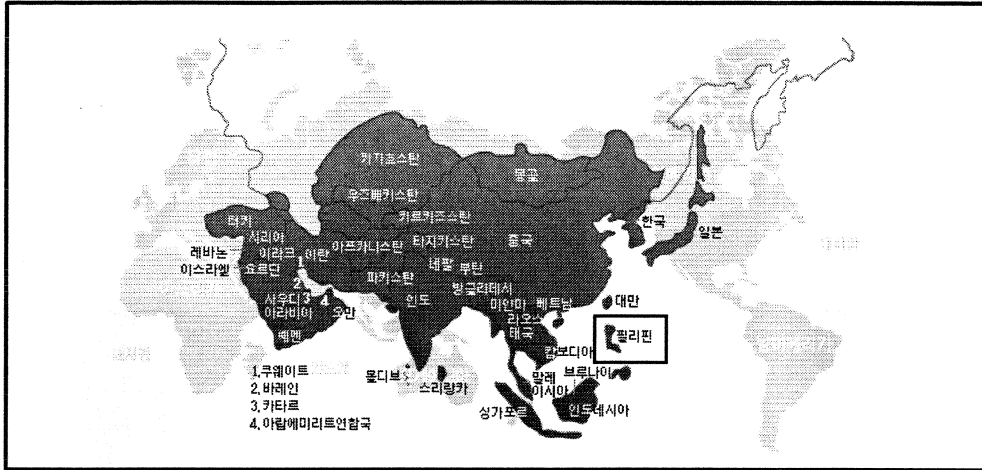 카자흐스탄
몽골
우즈베키스탄
키르키즈스탄
한국
터키
시리아
아프카니스탄
타지키스탄
중국
일본
레바논
이라크
이란
이스라엘
요르단
네팔
부탄
파키스탄
방글라데시
인도
미얀마
베트남
대만
사우디
아라비아
오만
라오스
태국
필리핀
예멘
캄보디아
몰디브
스리랑카
말레
이시아
브루나이
싱가포르
인도네시아
1
2
3
4
1.쿠웨이트
2.바레인
3.카타르
4.아랍에미리트연합국